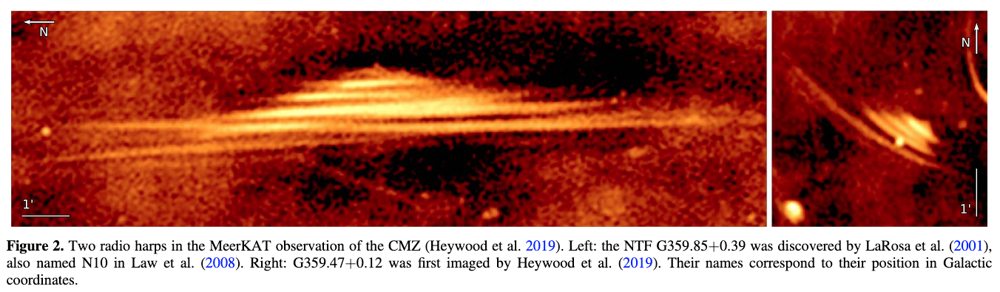 N
1'
N
1'
Figure 2. Two radio harps in the MeerKAT observation of the CMZ (Heywood et al. 2019). Left: the NTF G359.85+0.39 was discovered by LaRosa et al. (2001),
also named N10 in Law et al. (2008). Right: G359.47+0.12 was first imaged by Heywood et al. (2019). Their names correspond to their position in Galactic
coordinates.